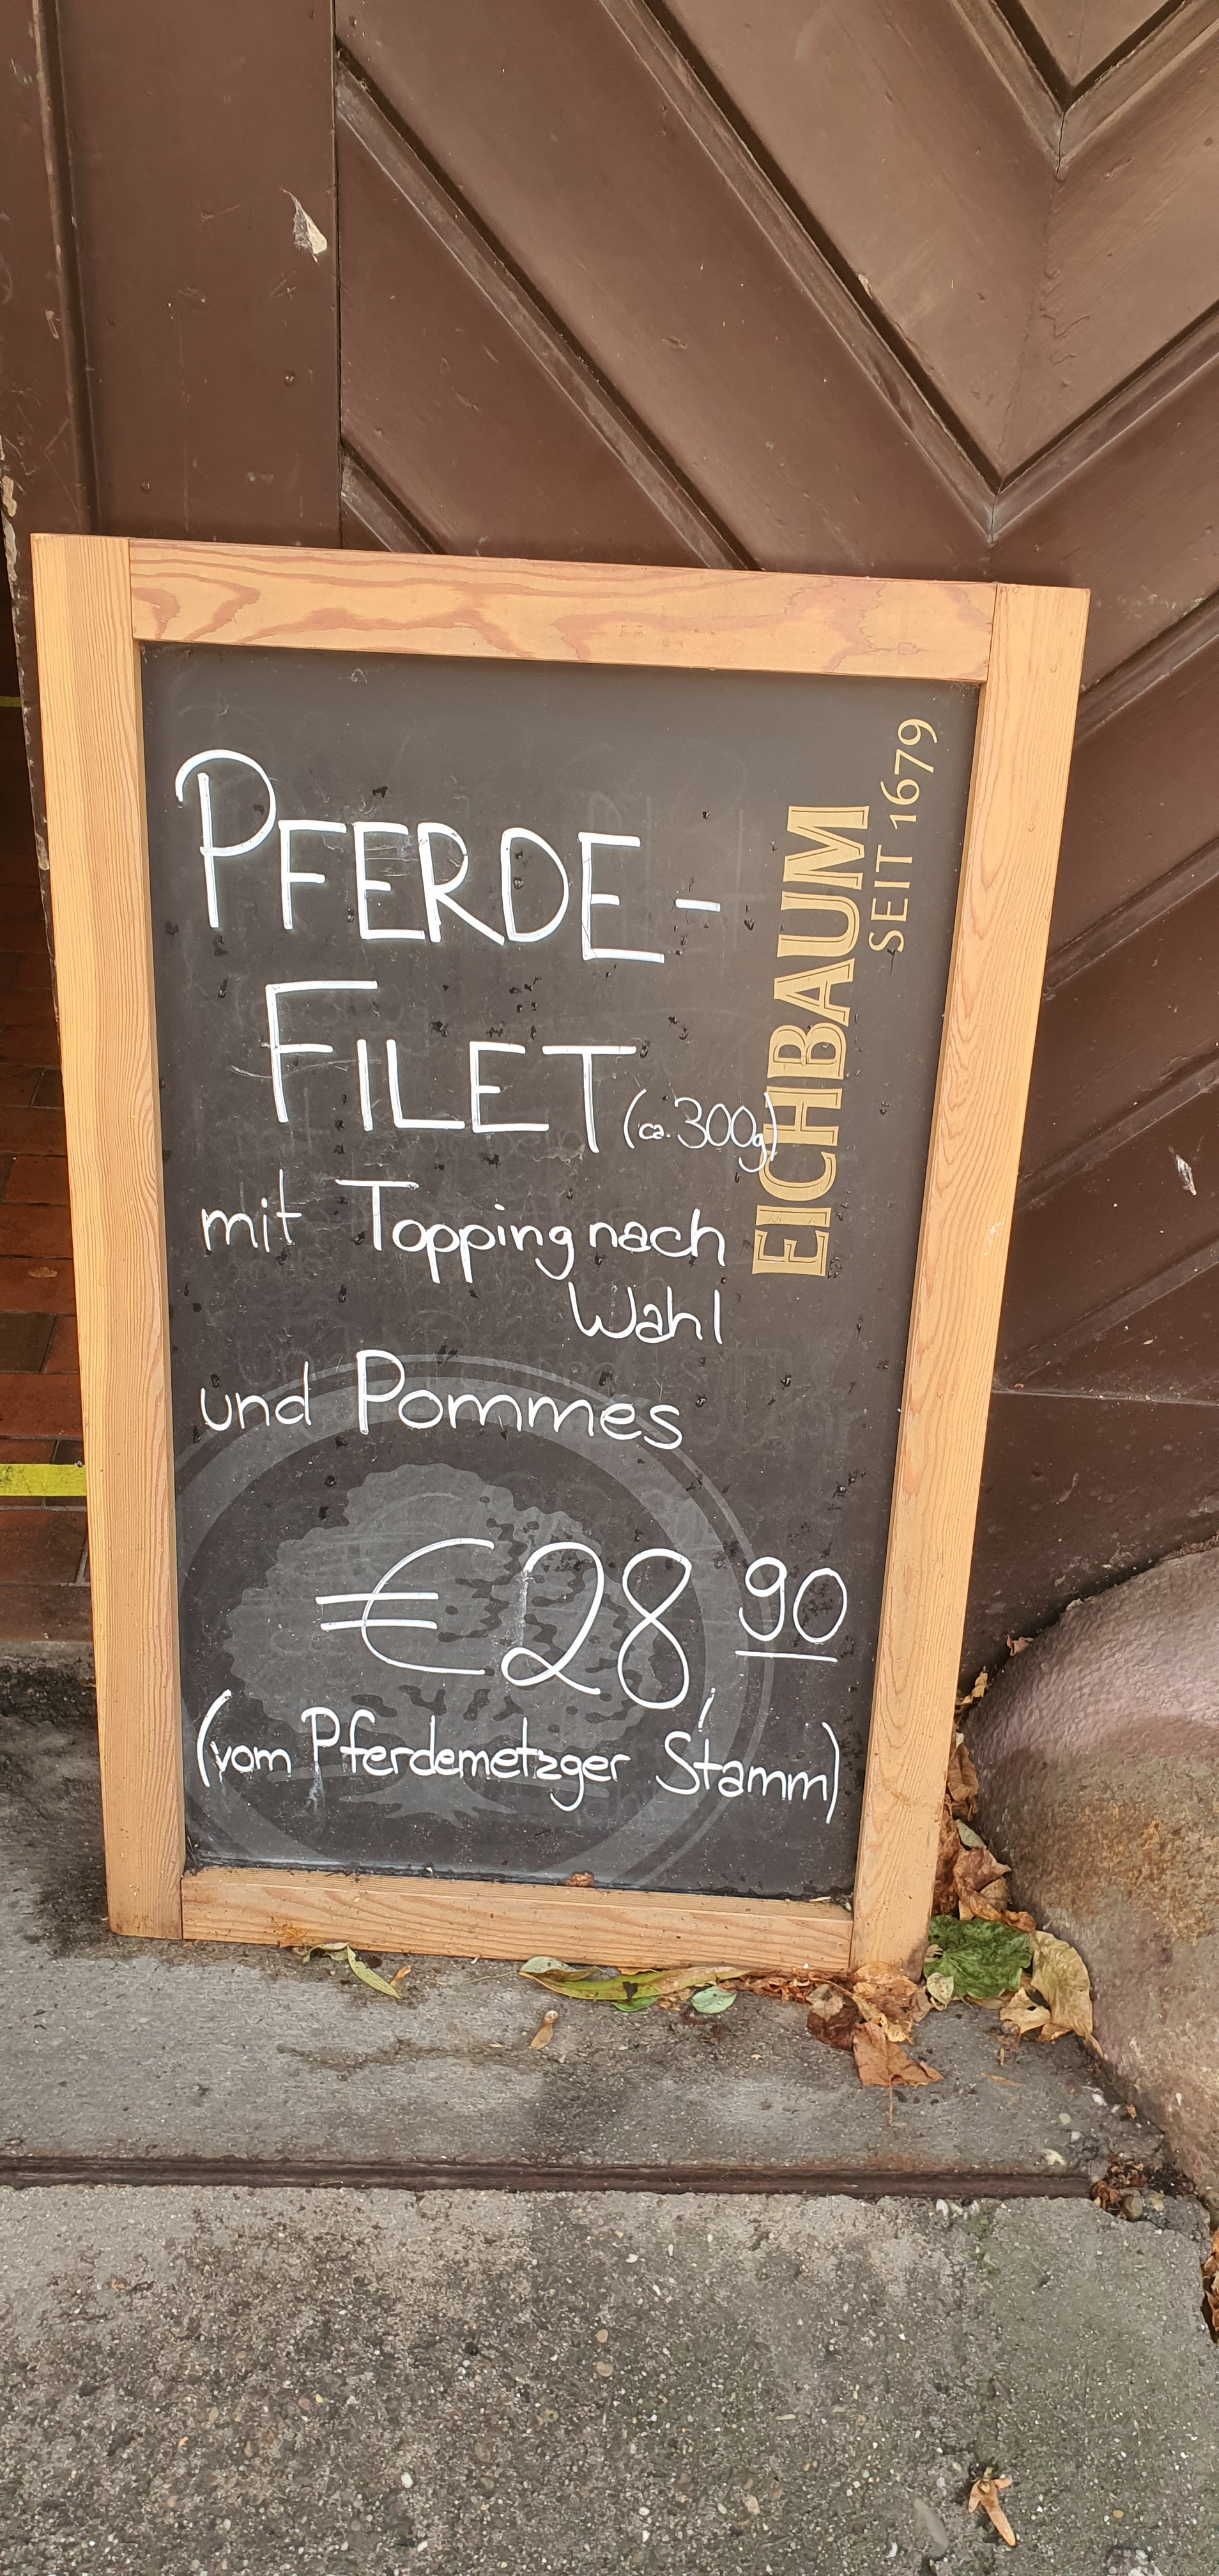 PFERDE-
FILET (ca. 300g)
mit Topping nach
Wahl
und Pommes
€28,90
(vom Pferdemetzger Stamm)
EICHBAUM
SEIT 1679